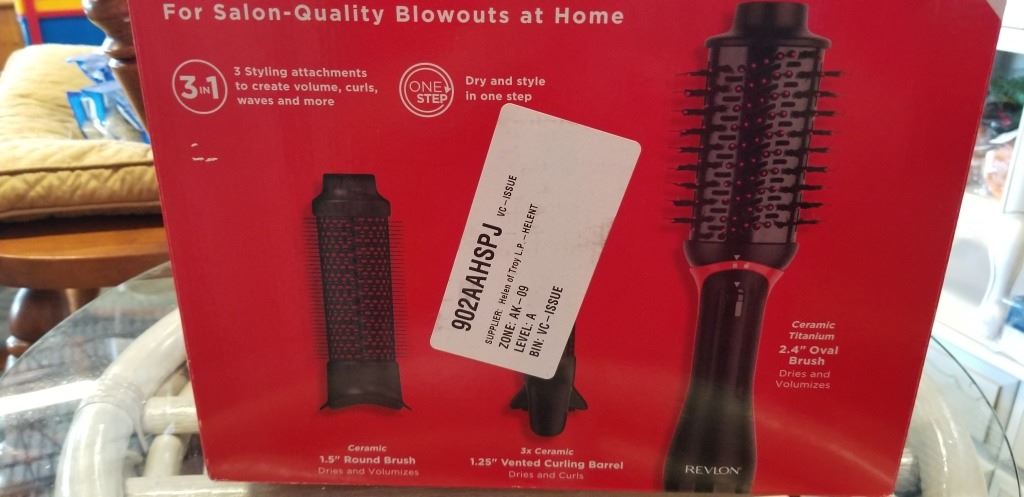 For Salon-Quality Blowouts at Home
3 IN 1
3 Styling attachments
to create volume, curls,
waves and more
ONE
STEP
Dry and style
in one step
902AAHSPJ VC-ISSUE
SUPPLIER: Helen of Troy L.P. - HELENT
ZONE: AK-09
LEVEL: A
BIN: VC-ISSUE
Ceramic
Titanium
2.4" Oval
Brush
Dries and
Volumizes
Ceramic
1.5" Round Brush
Dries and Volumizes
3x Ceramic
1.25" Vented Curling Barrel
Dries and Curls
REVLON